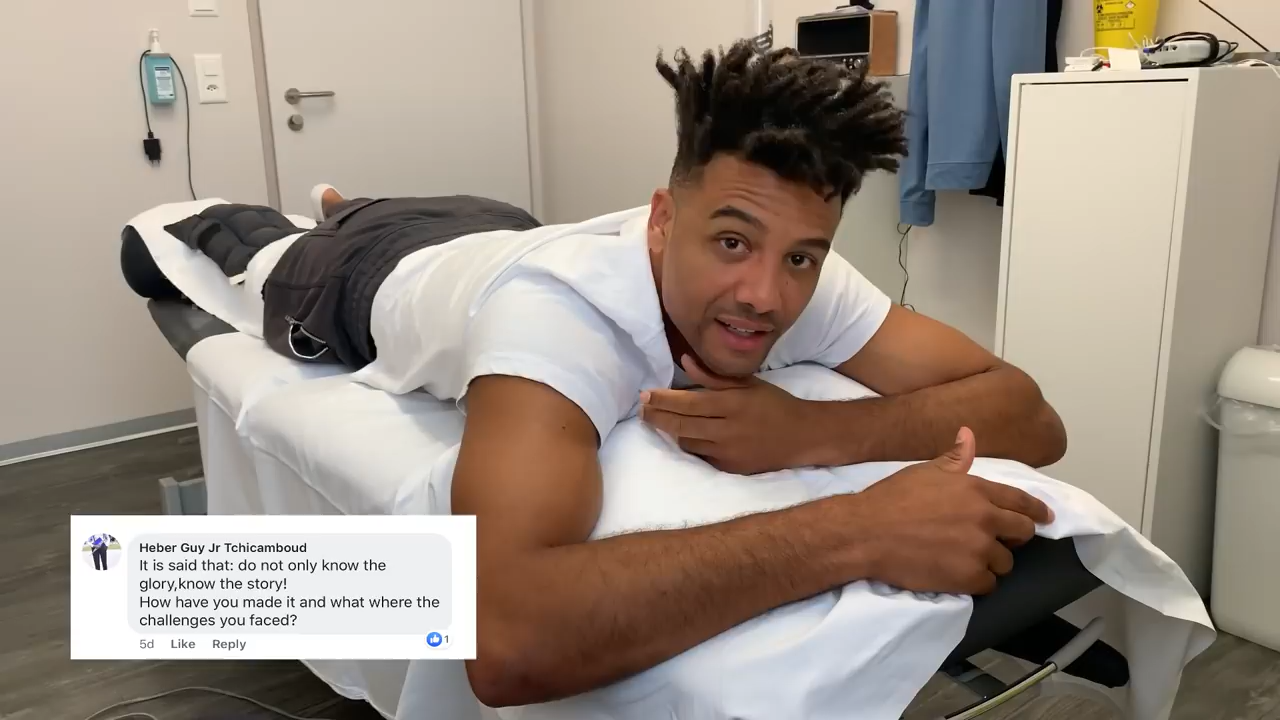 Heber Guy Jr Tchicamboud
It is said that: do not only know the
glory,know the story!
How have you made it and what where the
challenges you faced?
5d Like Reply 1